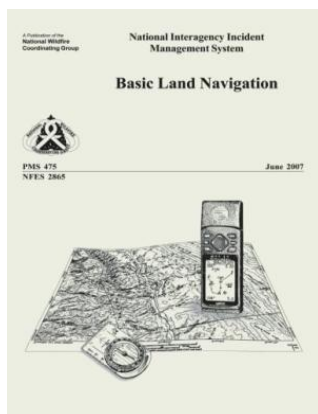 A Publication of the
National Wildfire
Coordinating Group
National Interagency Incident
Management System
Basic Land Navigation
PMS 475
June 2007
NFES 2865